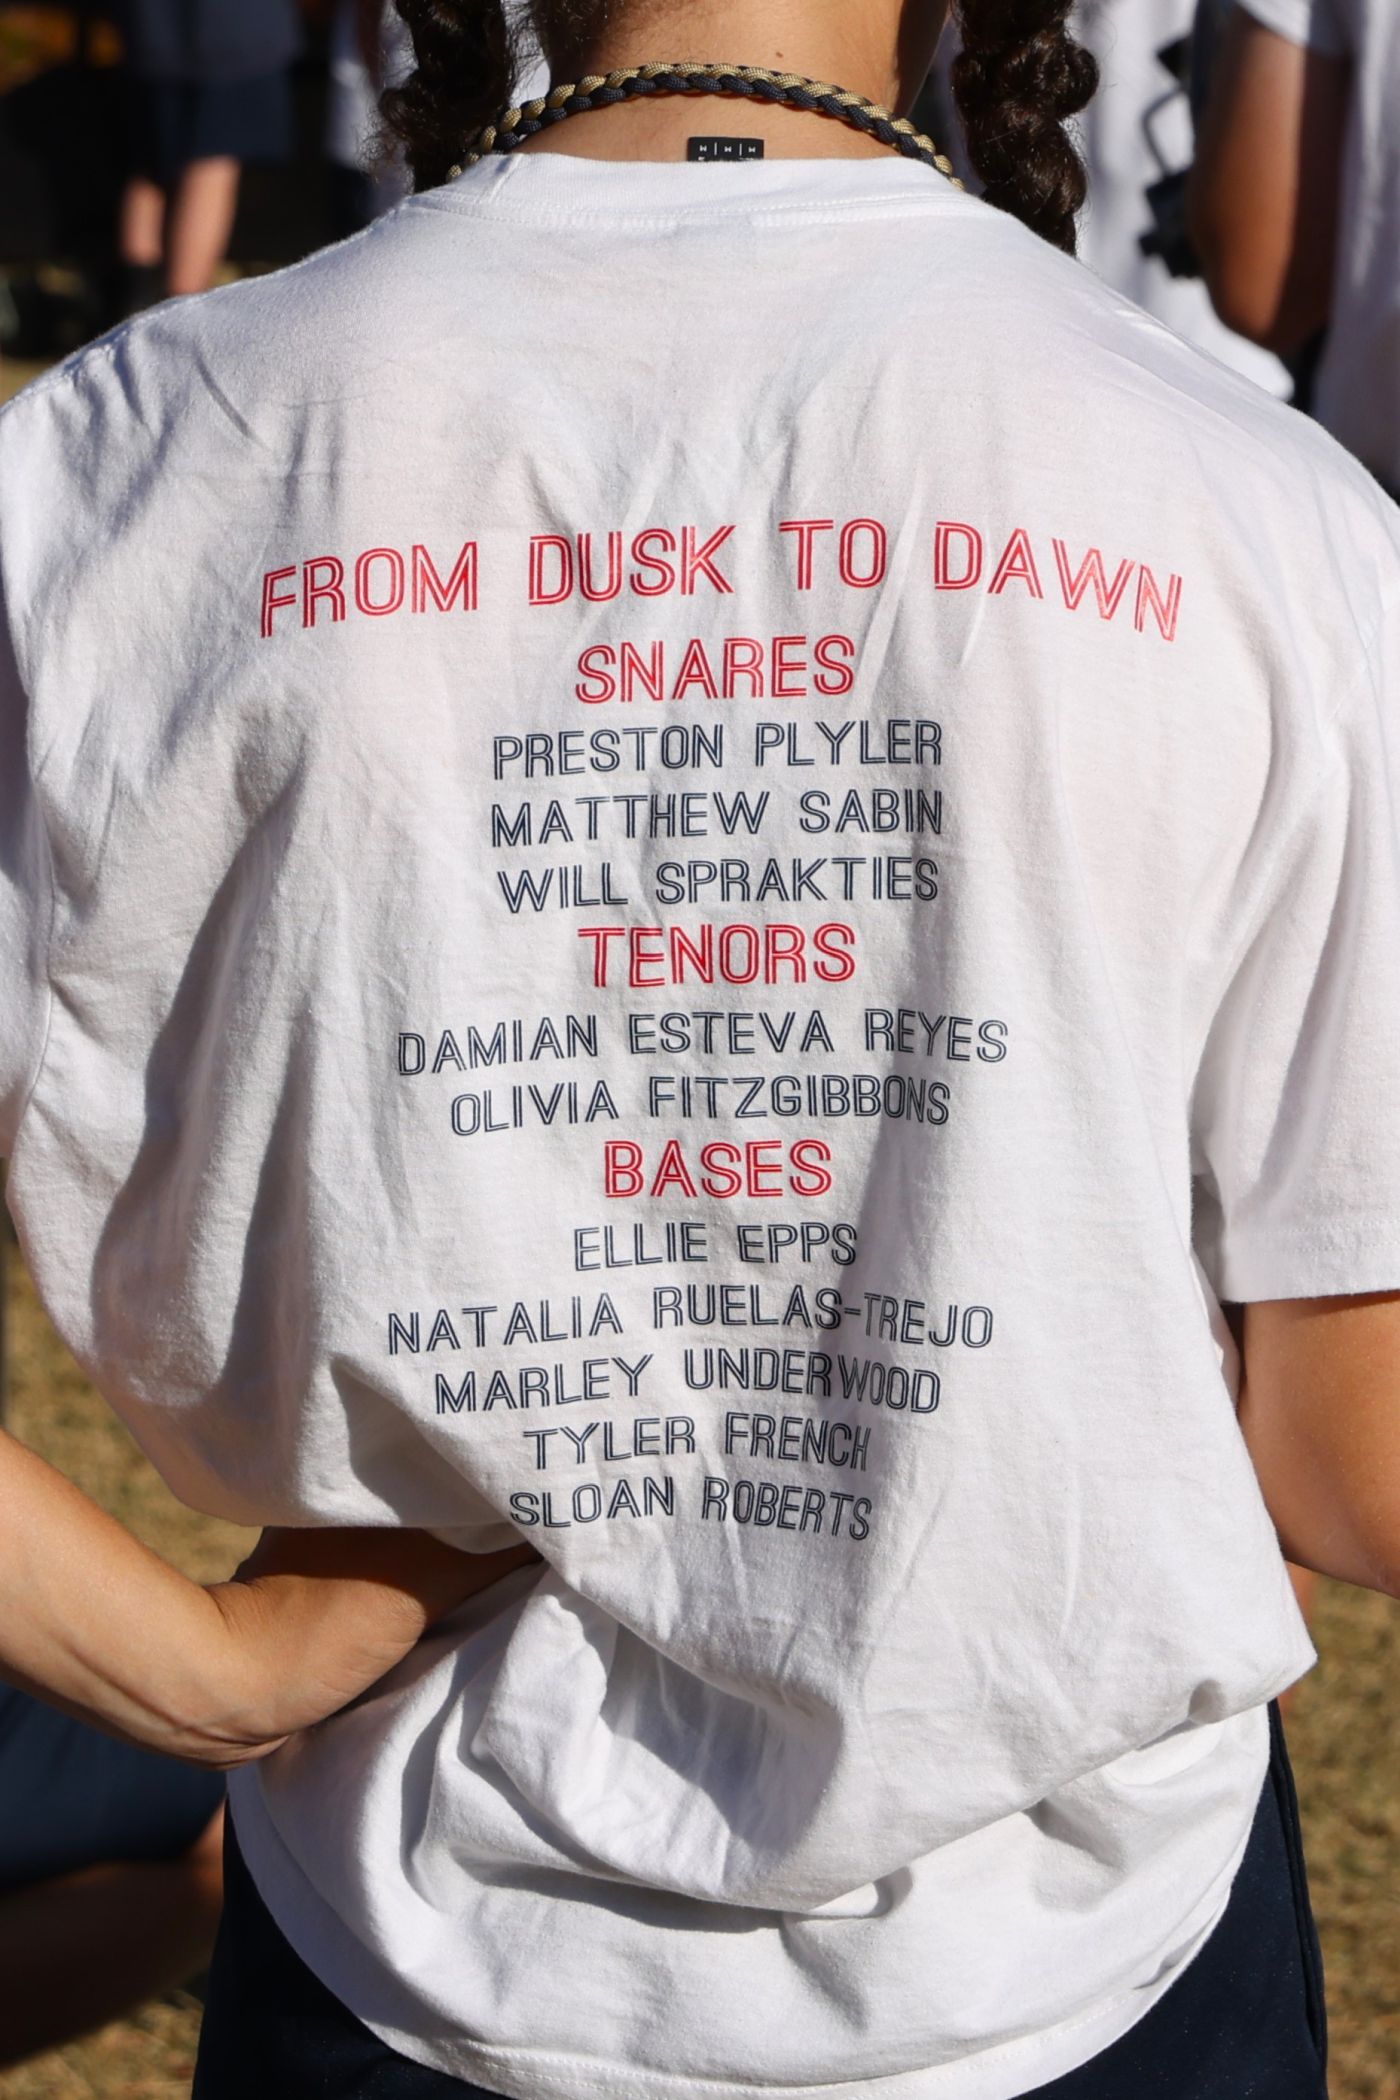 FROM DUSK TO DAWN
SNARES
PRESTON PLYLER
MATTHEW SABIN
WILL SPRAKTIES
TENORS
DAMIAN ESTEVA REYES
OLIVIA FITZGIBBONS
BASES
ELLIE EPPS
NATALIA RUELAS-TREJO
MARLEY UNDERWOOD
TYLER FRENCH
SLOAN ROBERTS